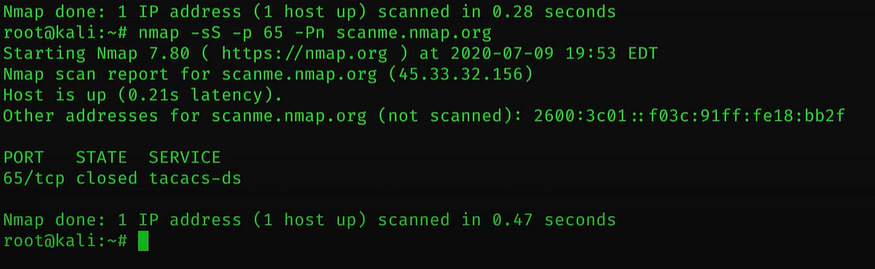 Nmap done: 1 IP address (1 host up) scanned in 0.28 seconds
root@kali:~# nmap -sS -p 65 -Pn scanme.nmap.org
Starting Nmap 7.80 ( https://nmap.org ) at 2020-07-09 19:53 EDT
Nmap scan report for scanme.nmap.org (45.33.32.156)
Host is up (0.21s latency).
Other addresses for scanme.nmap.org (not scanned): 2600:3c01::f03c:91ff:fe18:bb2f
PORT   STATE  SERVICE
65/tcp closed tacacs-ds
Nmap done: 1 IP address (1 host up) scanned in 0.47 seconds
root@kali:~#